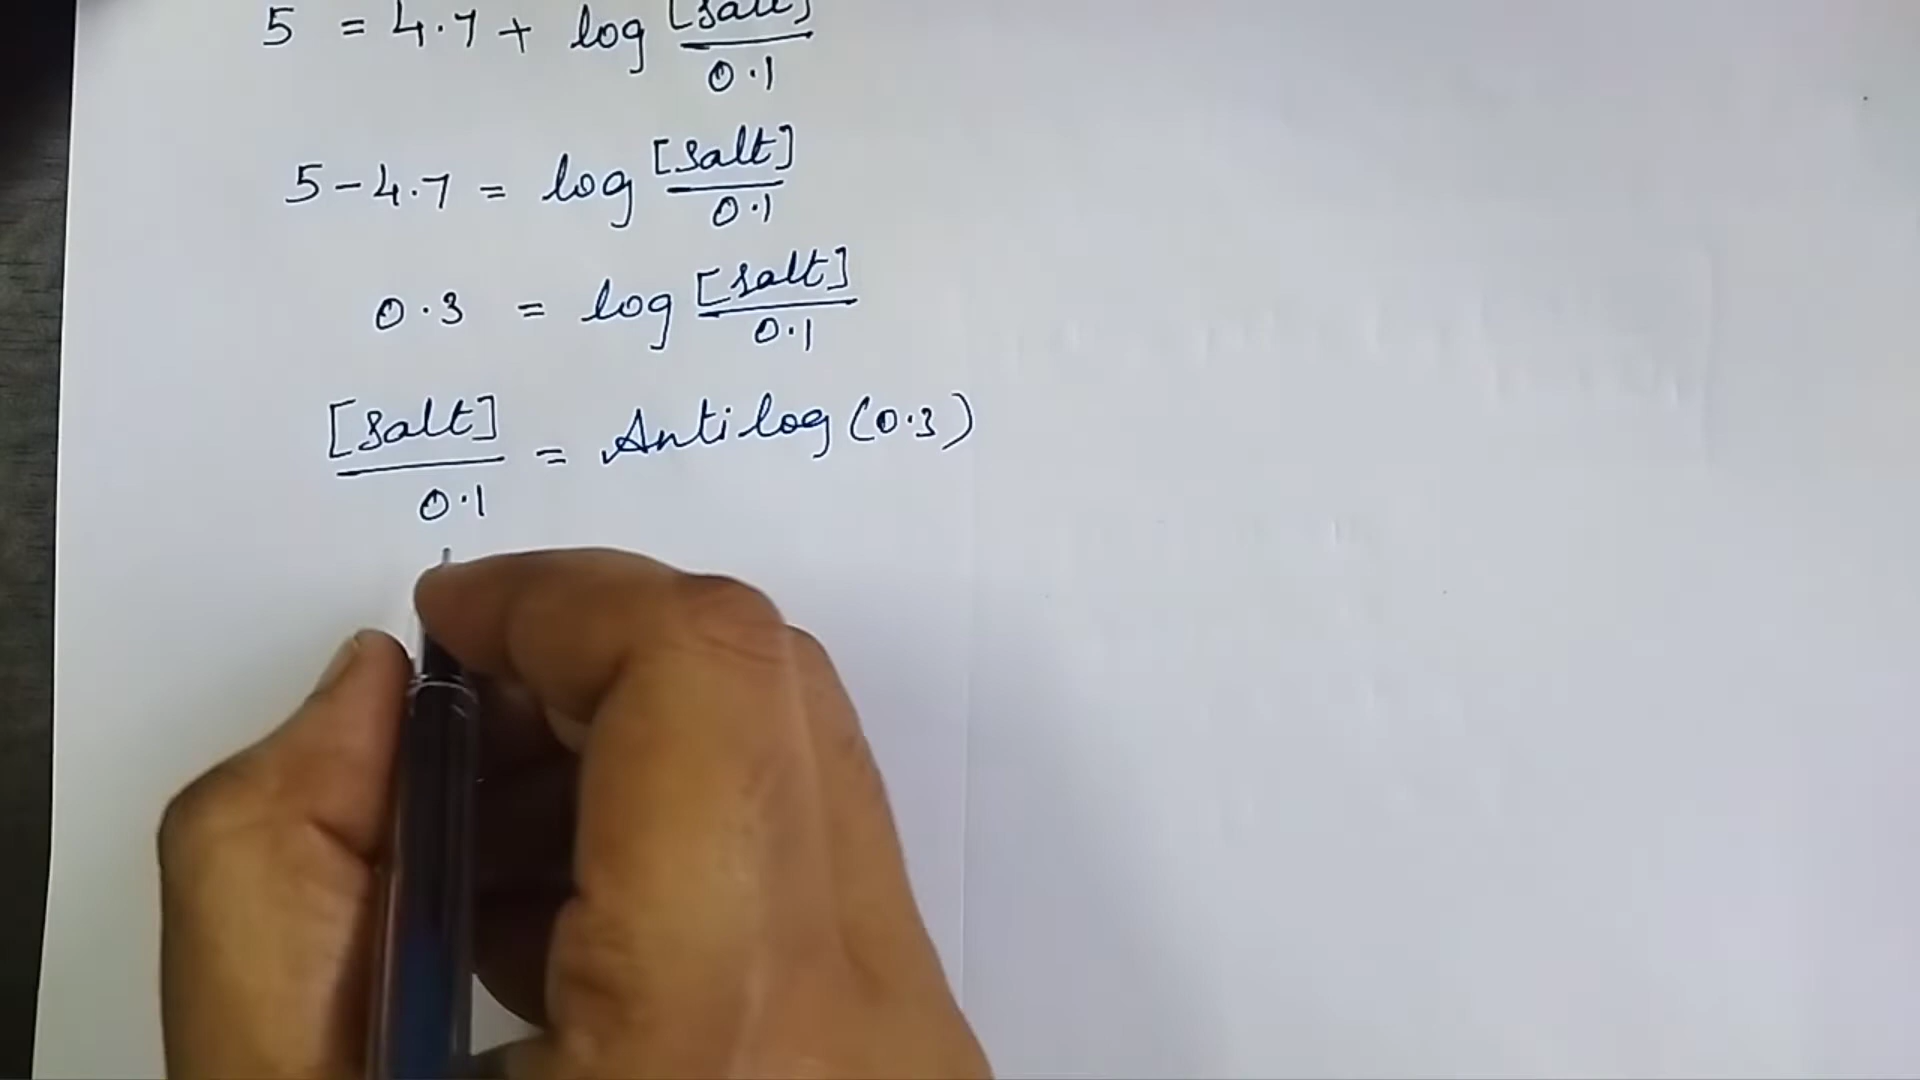 5 = 4.7 + log [Salt] / 0.1
5 - 4.7 = log [Salt] / 0.1
0.3 = log [Salt] / 0.1
[Salt] / 0.1 = Antilog (0.3)